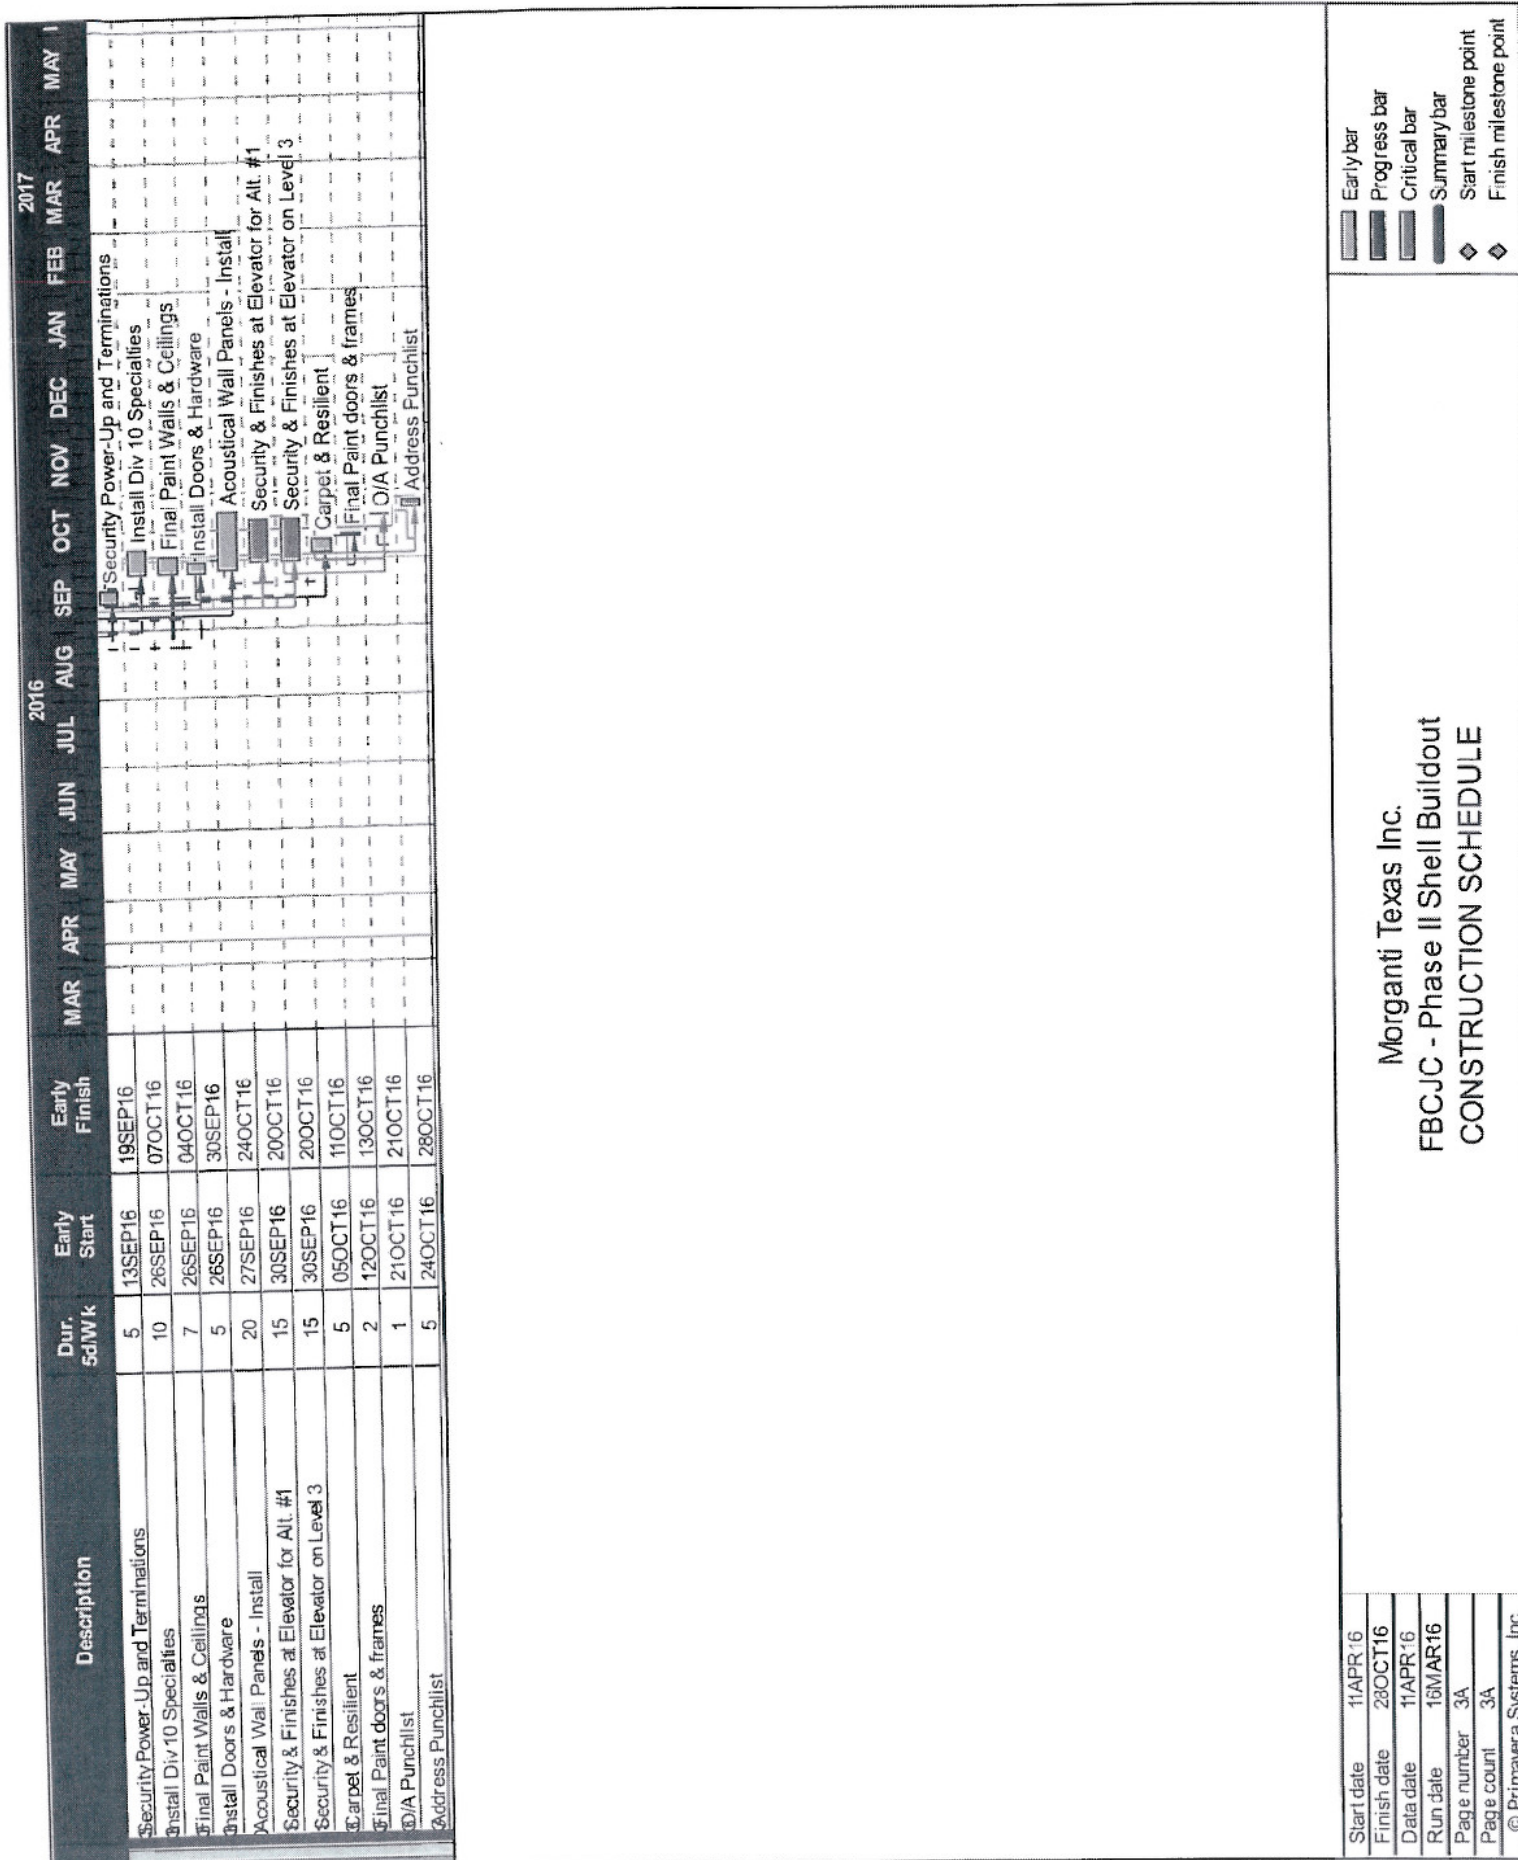 Description Dur. 5d/Wk Early Start Early Finish
2016 2017
MAR APR MAY JUN JUL AUG SEP OCT NOV DEC JAN FEB MAR APR MAY
Security Power-Up and Terminations 5 13SEP16 19SEP16 Security Power-Up and Terminations
Install Div 10 Specialties 10 26SEP16 07OCT16 Install Div 10 Specialties
Final Paint Walls & Ceilings 7 26SEP16 04OCT16 Final Paint Walls & Ceilings
Install Doors & Hardware 5 26SEP16 30SEP16 Install Doors & Hardware
Acoustical Wall Panels - Install 20 27SEP16 24OCT16 Acoustical Wall Panels - Install
Security & Finishes at Elevator for Alt. #1 15 30SEP16 20OCT16 Security & Finishes at Elevator for Alt. #1
Security & Finishes at Elevator on Level 3 15 30SEP16 20OCT16 Security & Finishes at Elevator on Level 3
Carpet & Resilient 5 05OCT16 11OCT16 Carpet & Resilient
Final Paint doors & frames 2 12OCT16 13OCT16 Final Paint doors & frames
O/A Punchlist 1 21OCT16 21OCT16 O/A Punchlist
Address Punchlist 5 24OCT16 28OCT16 Address Punchlist
Start date 11APR16
Finish date 28OCT16
Data date 11APR16
Run date 16MAR16
Page number 3A
Page count 3A
© Primavera Systems, Inc.
Morganti Texas Inc.
FBCJC - Phase II Shell Buildout
CONSTRUCTION SCHEDULE
Early bar
Progress bar
Critical bar
Summary bar
Start milestone point
Finish milestone point